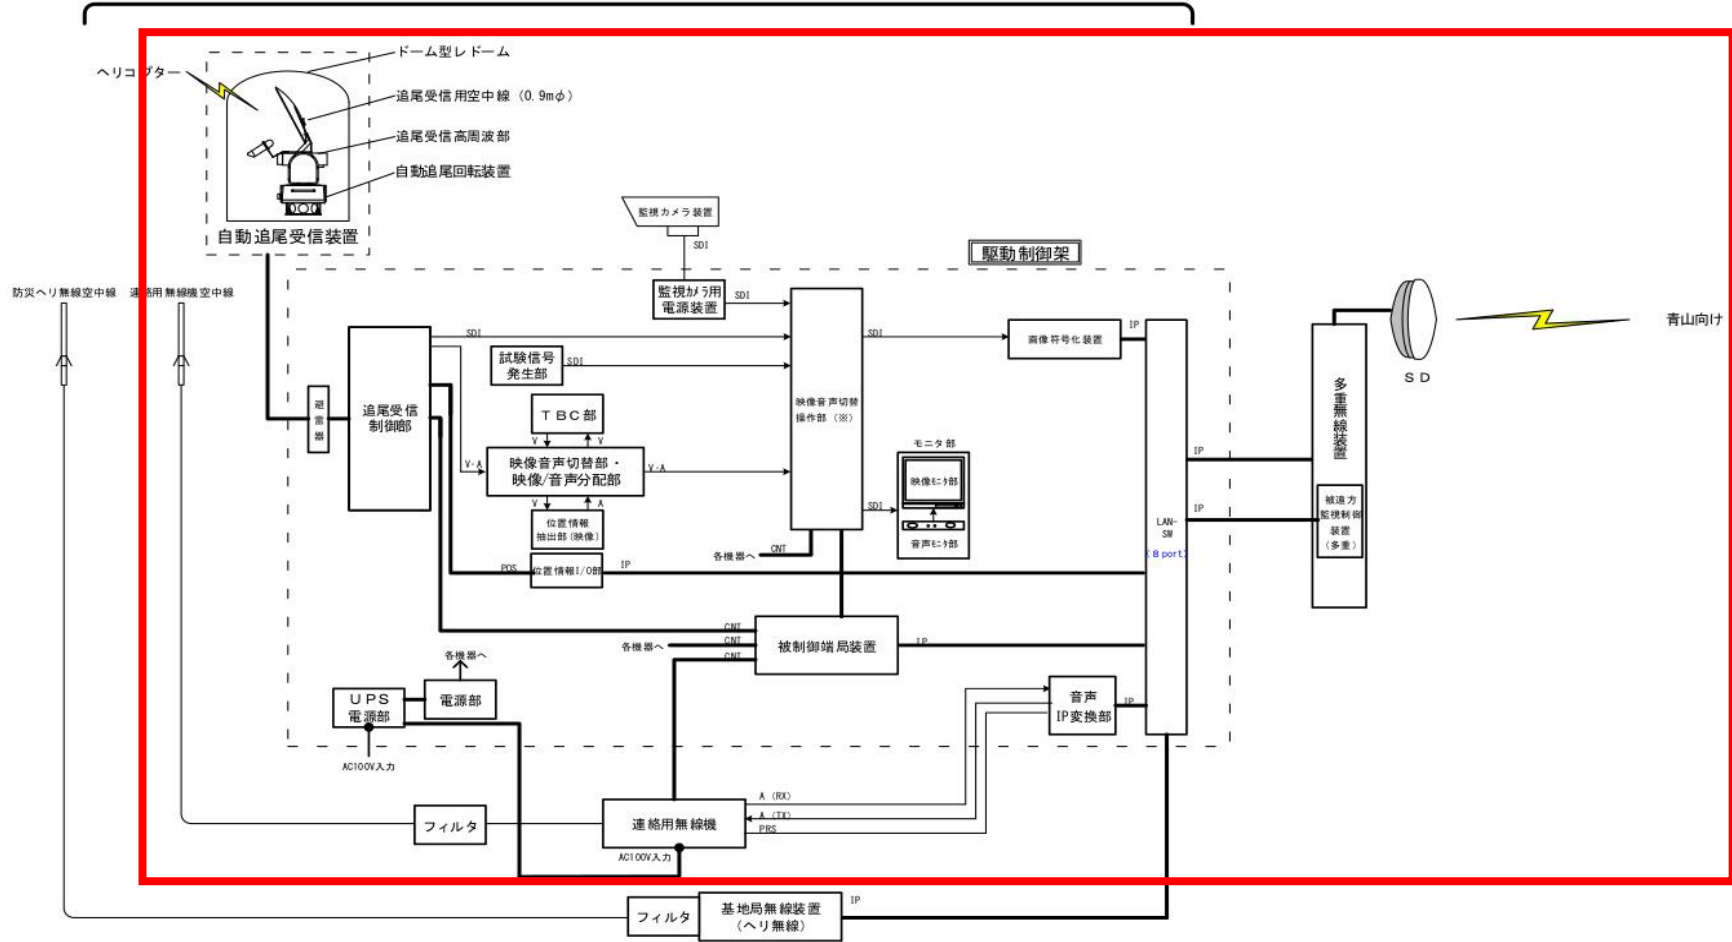 ドーム型レドーム
ヘリコプター
追尾受信用空中線（0.9mφ）
追尾受信高周波部
自動追尾回転装置
自動追尾受信装置
監視カメラ装置
SDI
駆動制御架
防災ヘリ無線空中線
連絡用無線機空中線
監視カメラ用
電源装置
SDI
SDI
試験信号
発生部
SDI
SDI
画像符号化装置
IP
青山向け
SD
避雷器
追尾受信
制御部
TBC部
V
V
映像音声切替
操作部（※）
多重無線装置
V-A
映像音声切替部・
映像/音声分配部
V-A
モニタ部
映像モニタ部
音声モニタ部
SDI
IP
V
A
位置情報
抽出部(映像)
各機器へ
CNT
LAN-
SW
(8 port)
IP
被遠方
監視制御
装置
(多重)
POS
位置情報I/O部
IP
CNT
各機器へ
CNT
CNT
被制御端局装置
IP
各機器へ
UPS
電源部
電源部
AC100V入力
音声
IP変換部
IP
フィルタ
連絡用無線機
A (RX)
A (TX)
PRS
AC100V入力
フィルタ
基地局無線装置
(ヘリ無線)
IP